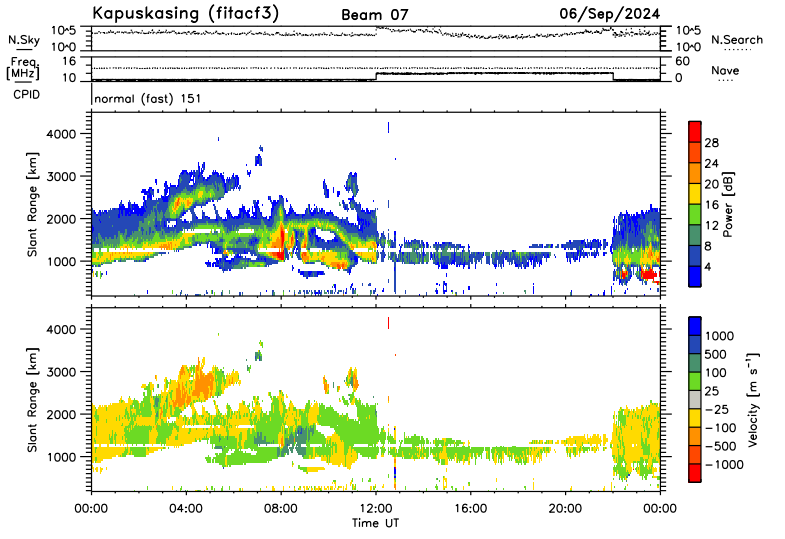 Kapuskasing (fitacf3) Beam 07 06/Sep/2024
N.Sky 10^5 10^0 10^5 10^0 N.Search
Freq. [MHz] 16 10 60 0 Nave
CPID normal (fast) 151
Slant Range [km]
4000
3000
2000
1000
Power [dB]
28
24
20
16
12
8
4
Slant Range [km]
4000
3000
2000
1000
Velocity [m s⁻¹]
1000
500
100
25
−25
−100
−500
−1000
00:00 04:00 08:00 12:00 16:00 20:00 00:00
Time UT